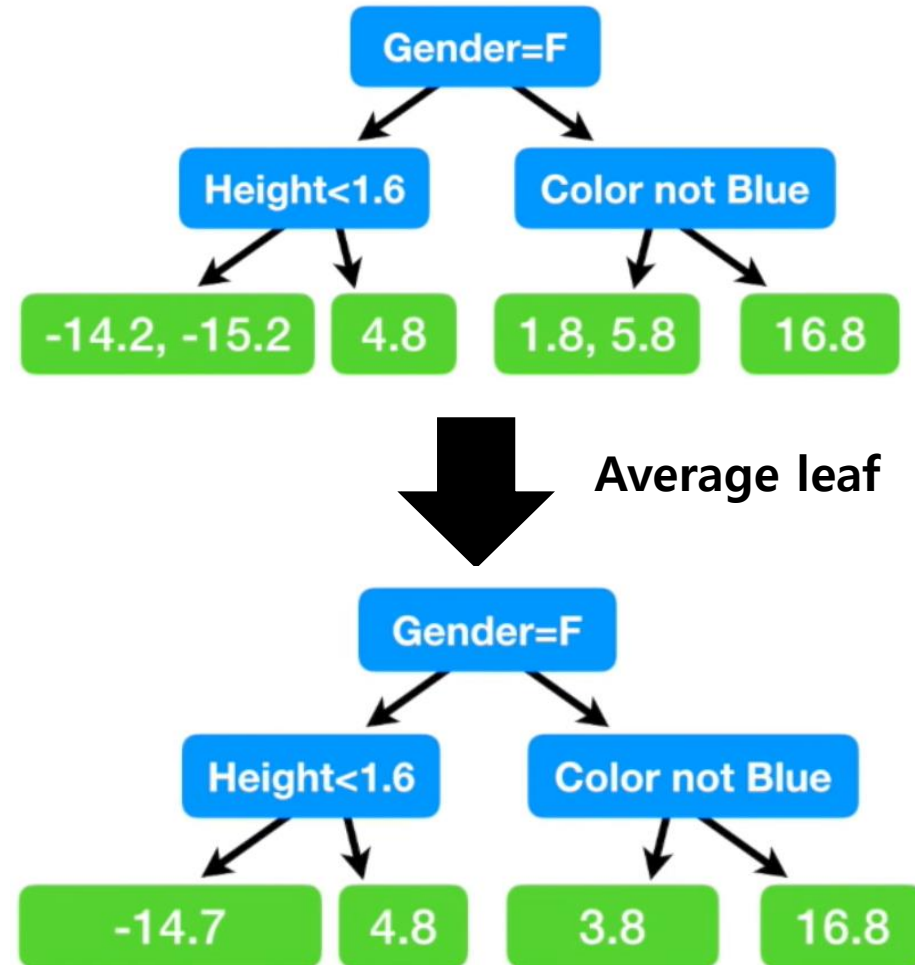 Gender=F
Height<1.6
Color not Blue
-14.2, -15.2
4.8
1.8, 5.8
16.8
Average leaf
Gender=F
Height<1.6
Color not Blue
-14.7
4.8
3.8
16.8